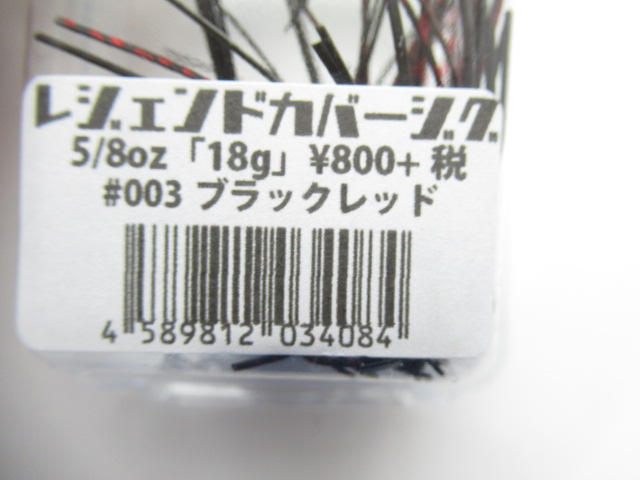 レジェンドカバージグ
5/8oz「18g」¥800+ 税
#003 ブラックレッド
4 589812 034084